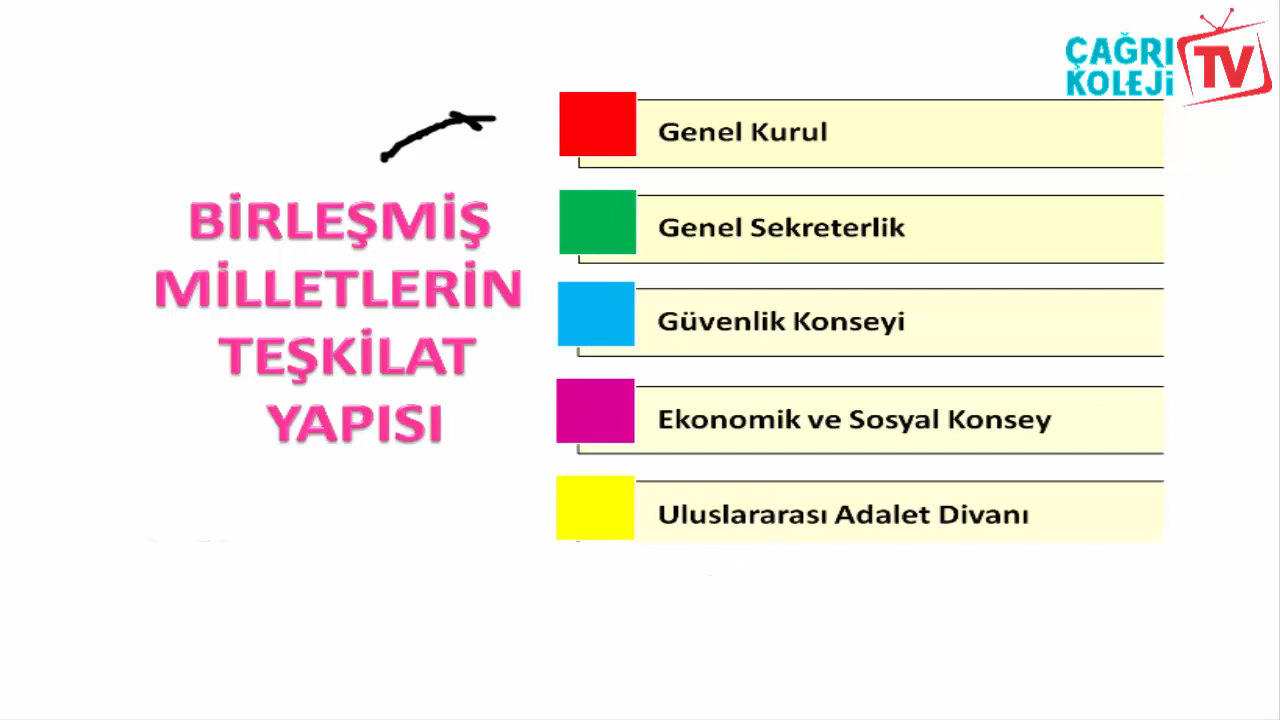 ÇAĞRI
KOLEJİ
TV
BİRLEŞMİŞ
MİLLETLERİN
TEŞKİLAT
YAPISI
Genel Kurul
Genel Sekreterlik
Güvenlik Konseyi
Ekonomik ve Sosyal Konsey
Uluslararası Adalet Divanı